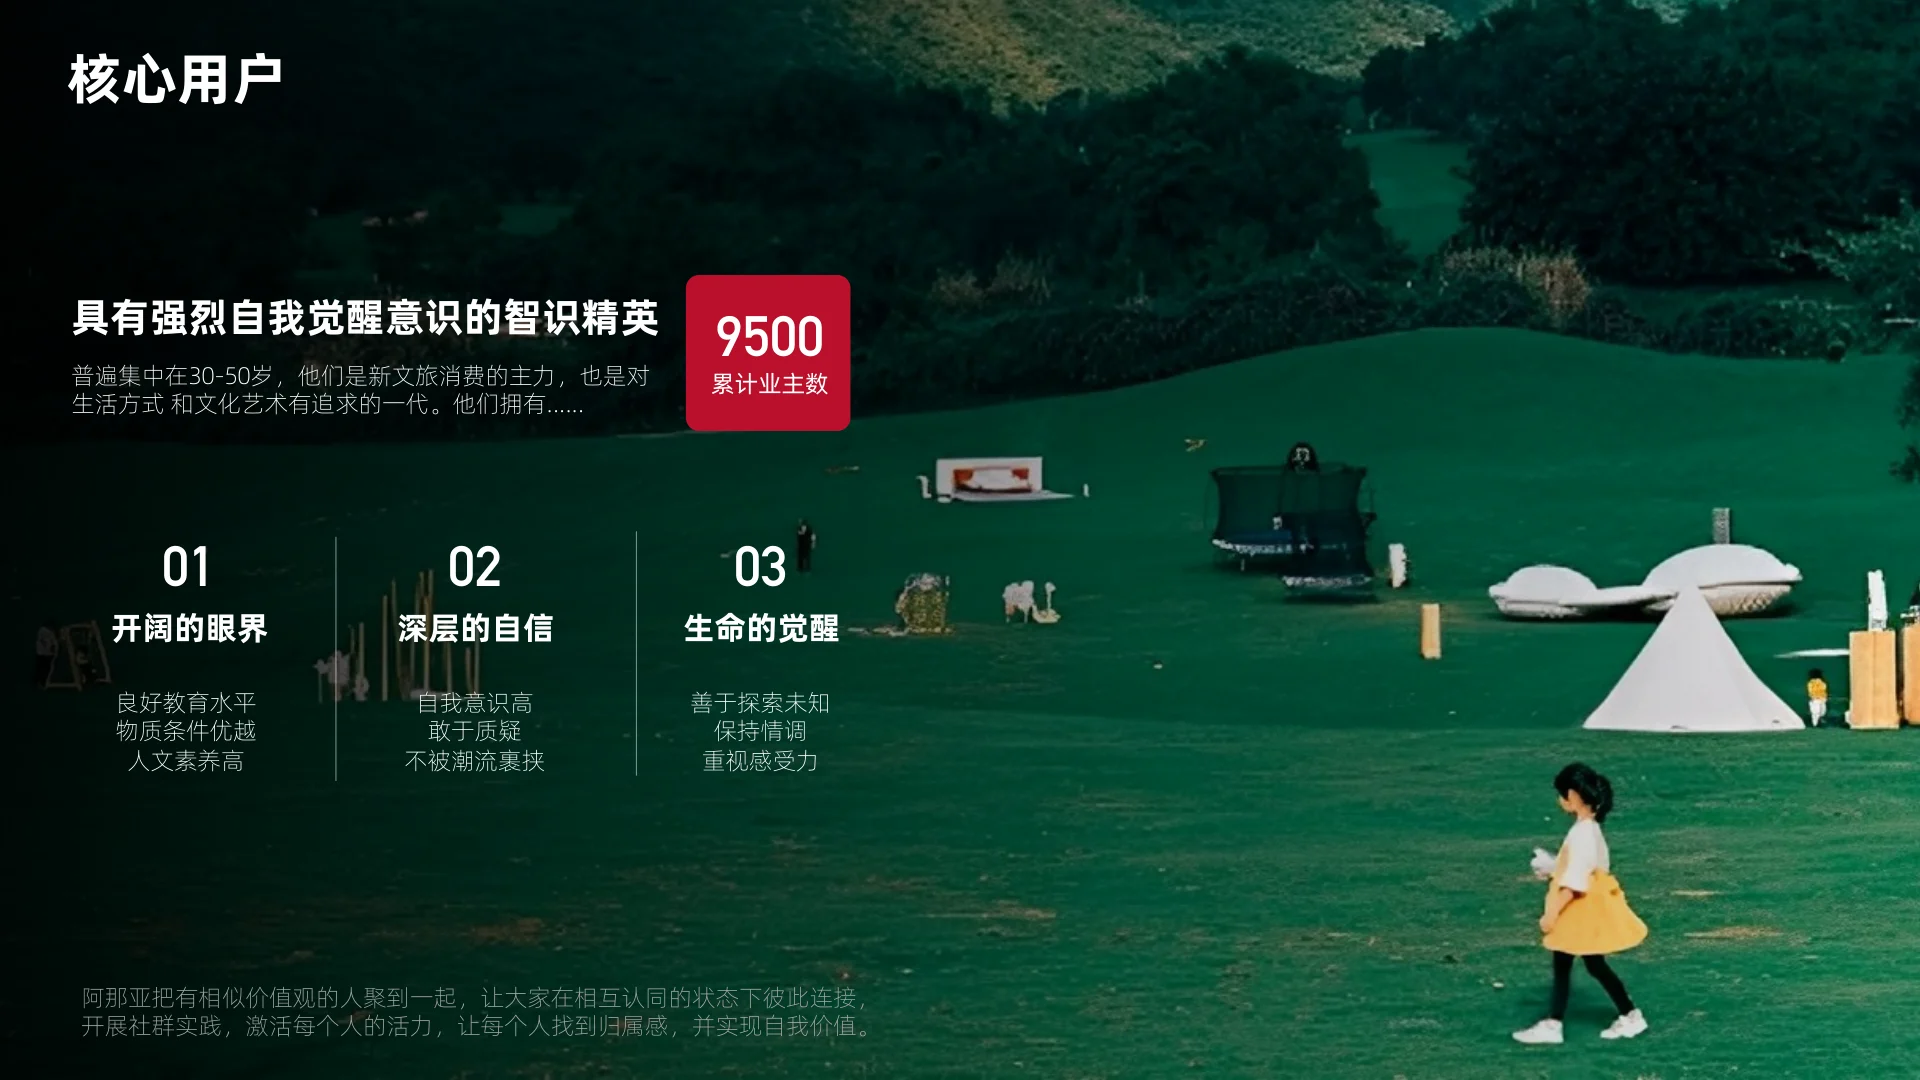 核心用户
具有强烈自我觉醒意识的智识精英
普遍集中在30-50岁，他们是新文旅消费的主力，也是对
生活方式 和文化艺术有追求的一代。他们拥有......
9500
累计业主数
01
开阔的眼界
良好教育水平
物质条件优越
人文素养高
02
深层的自信
自我意识高
敢于质疑
不被潮流裹挟
03
生命的觉醒
善于探索未知
保持情调
重视感受力
阿那亚把有相似价值观的人聚到一起，让大家在相互认同的状态下彼此连接，
开展社群实践，激活每个人的活力，让每个人找到归属感，并实现自我价值。